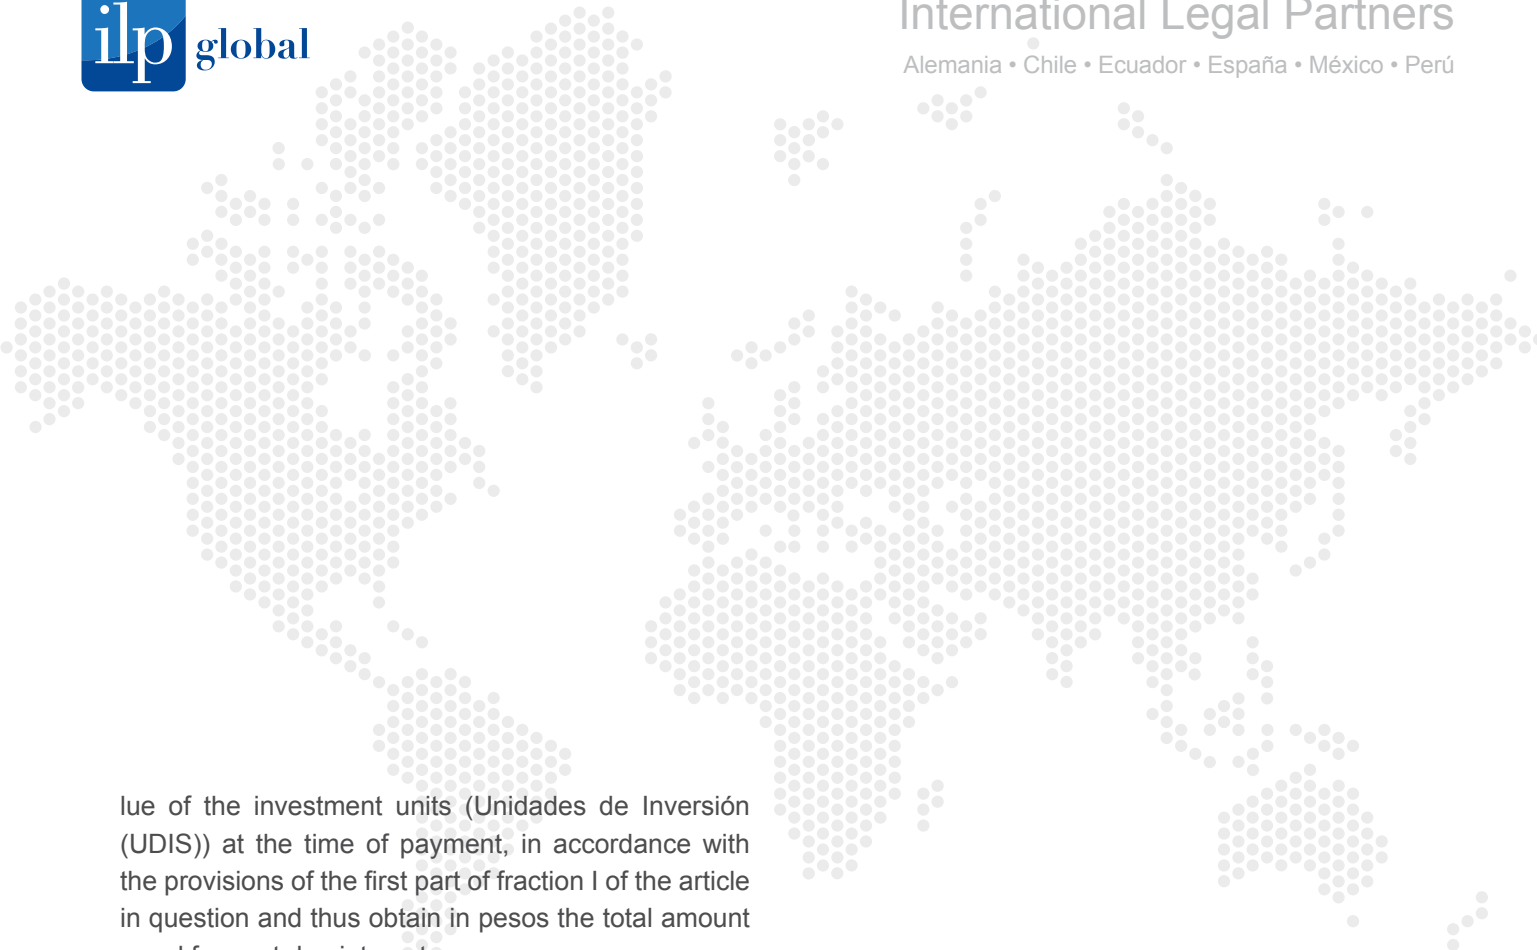 ilp global
International Legal Partners
Alemania • Chile • Ecuador • España • México • Perú
lue of the investment units (Unidades de Inversión
(UDIS)) at the time of payment, in accordance with
the provisions of the first part of fraction I of the article
in question and thus obtain in pesos the total amount